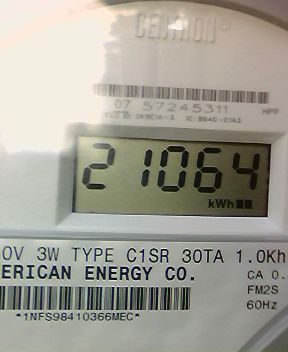 CENTRON®
07 57245311 HPP
21064
kWh
0V 3W TYPE C1SR 30TA 1.0Kh
ERICAN ENERGY CO. CA 0.
FM2S
60Hz
*1NFS98410366MEC*